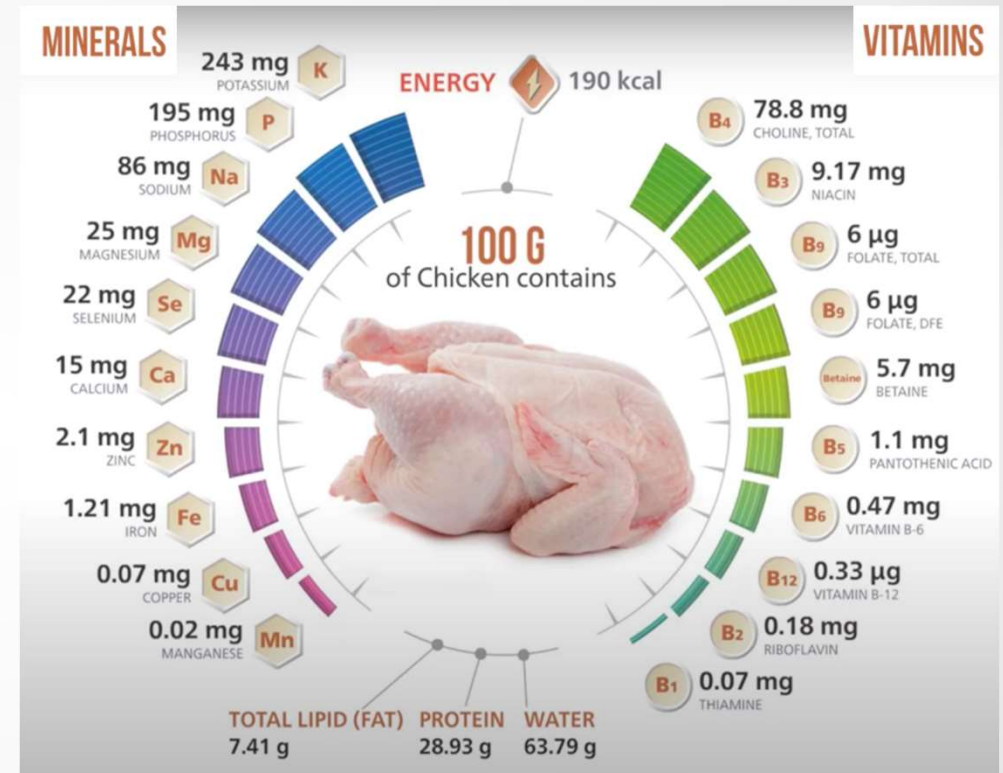 MINERALS
VITAMINS
243 mg
POTASSIUM
K
195 mg
PHOSPHORUS
P
86 mg
SODIUM
Na
25 mg
MAGNESIUM
Mg
22 mg
SELENIUM
Se
15 mg
CALCIUM
Ca
2.1 mg
ZINC
Zn
1.21 mg
IRON
Fe
0.07 mg
COPPER
Cu
0.02 mg
MANGANESE
Mn
ENERGY 190 kcal
100 G
of Chicken contains
B4
78.8 mg
CHOLINE, TOTAL
B3
9.17 mg
NIACIN
B9
6 µg
FOLATE, TOTAL
B9
6 µg
FOLATE, DFE
Betaine
5.7 mg
BETAINE
B5
1.1 mg
PANTOTHENIC ACID
B6
0.47 mg
VITAMIN B-6
B12
0.33 µg
VITAMIN B-12
B2
0.18 mg
RIBOFLAVIN
B1
0.07 mg
THIAMINE
TOTAL LIPID (FAT) PROTEIN WATER
7.41 g 28.93 g 63.79 g